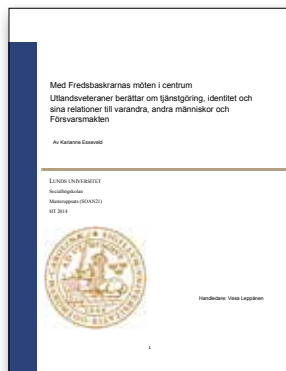 Med Fredsbaskrarnas möten i centrum
Utlandsveteraner berättar om tjänstgöring, identitet och
sina relationer till varandra, andra människor och
Försvarsmakten
Av Karianne Esseveld
LUNDS UNIVERSITET
Socialhögskolan
Masteruppsats (SOAN21)
HT 2014
Handledare: Vesa Leppänen
1